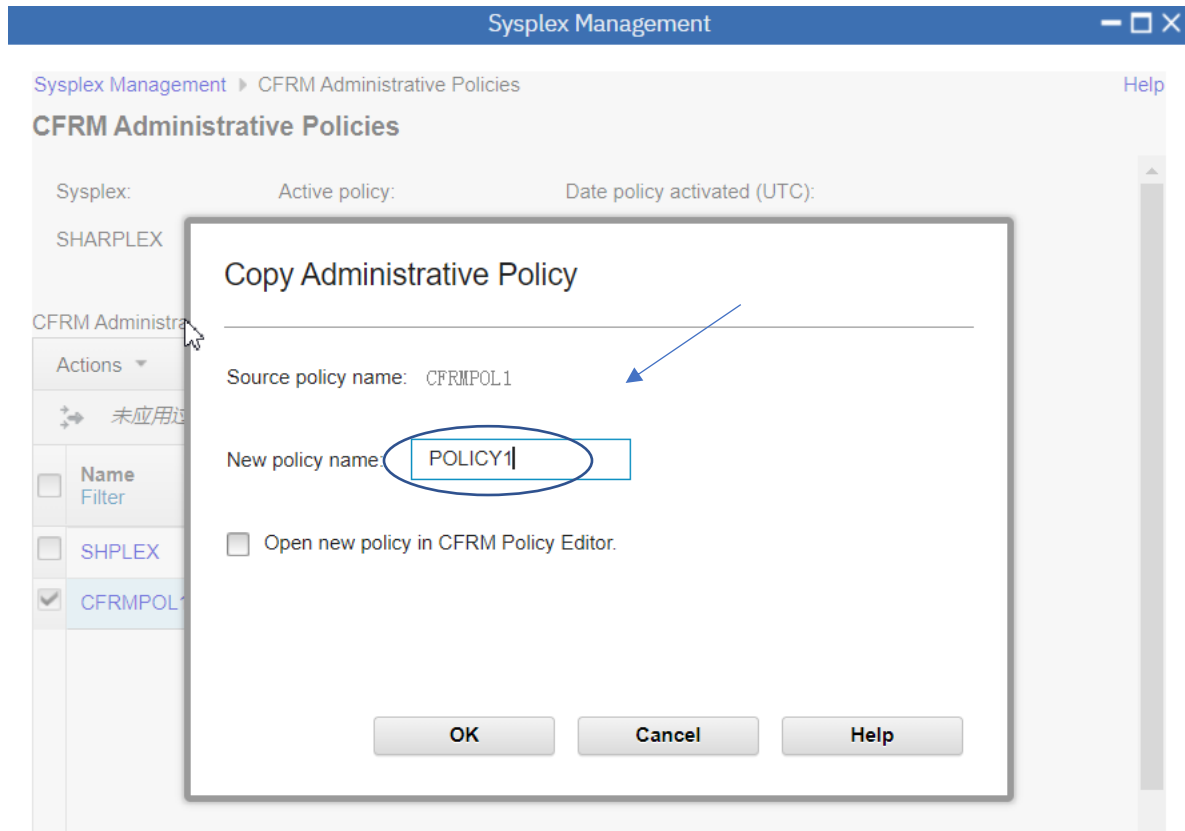 Sysplex Management
Sysplex Management CFRM Administrative Policies Help
CFRM Administrative Policies
Sysplex: Active policy: Date policy activated (UTC):
SHARPLEX
Copy Administrative Policy
CFRM Administra
Actions
Source policy name: CFRMPOL1
未应用过
New policy name: POLICY1
Name
Filter
Open new policy in CFRM Policy Editor.
SHPLEX
CFRMPOL1
OK Cancel Help